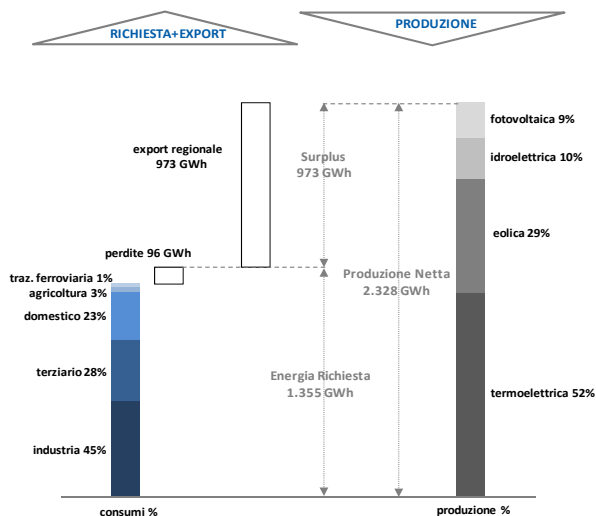 RICHIESTA+EXPORT
PRODUZIONE
fotovoltaica 9%
export regionale
973 GWh
Surplus
973 GWh
idroelettrica 10%
eolica 29%
perdite 96 GWh
traz. ferroviaria 1%
agricoltura 3%
Produzione Netta
2.328 GWh
domestico 23%
terziario 28%
Energia Richiesta
1.355 GWh
termoelettrica 52%
industria 45%
consumi %
produzione %